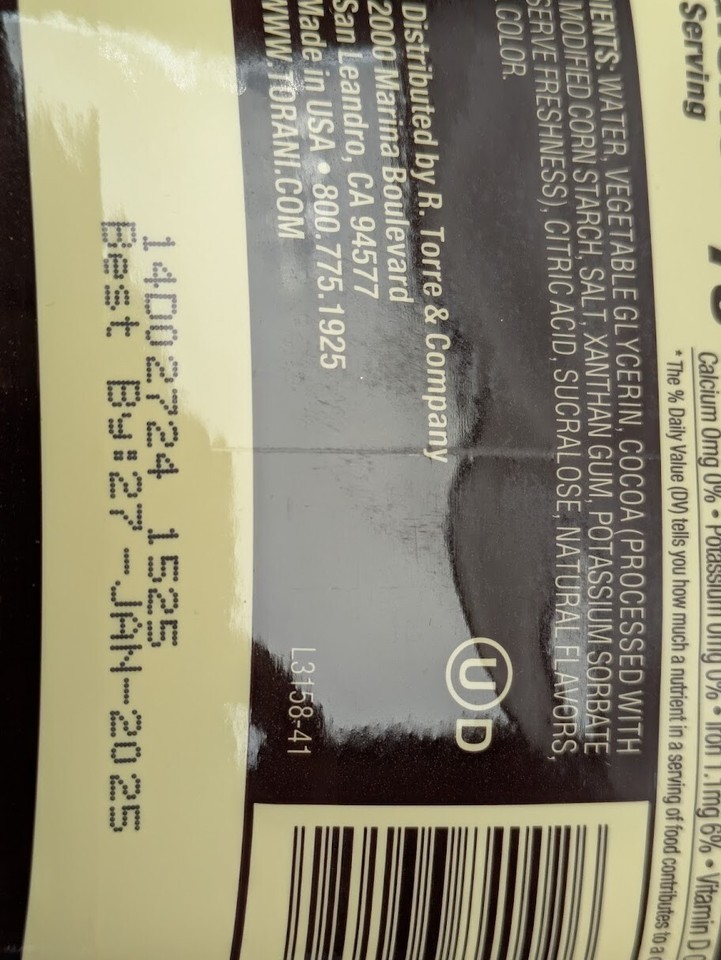 Serving
Calcium 0mg 0% • Potassium 0mg 0% • Iron 1.1mg 6% • Vitamin D
* The % Daily Value (DV) tells you how much a nutrient in a serving of food contributes to a
IENTS: WATER, VEGETABLE GLYCERIN, COCOA (PROCESSED WITH
MODIFIED CORN STARCH, SALT, XANTHAN GUM, POTASSIUM SORBATE
SERVE FRESHNESS), CITRIC ACID, SUCRALOSE, NATURAL FLAVORS,
COLOR.
U D
Distributed by R. Torre & Company
2000 Marina Boulevard
San Leandro, CA 94577
Made in USA • 800.775.1925
WWW.TORANI.COM
L3158-41
14D02724 1525
Best By:27-JAN-2025